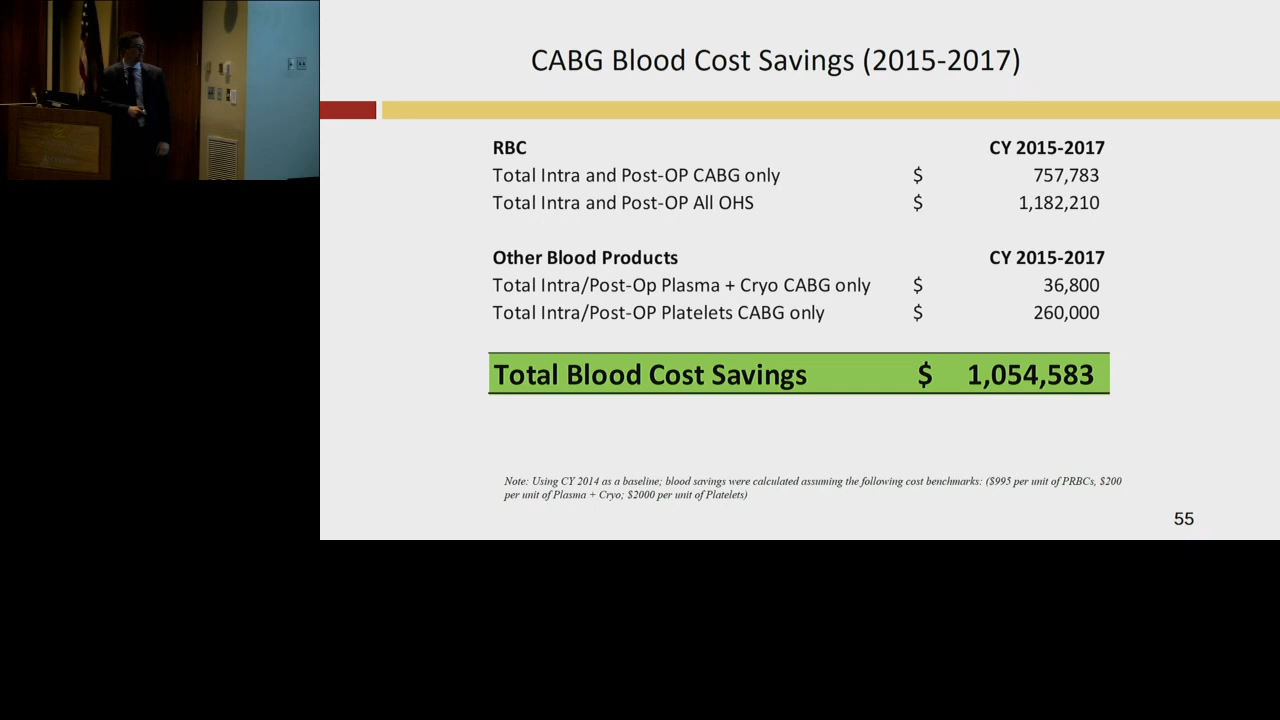 CABG Blood Cost Savings (2015-2017)
RBC CY 2015-2017
Total Intra and Post-OP CABG only $ 757,783
Total Intra and Post-OP All OHS $ 1,182,210
Other Blood Products CY 2015-2017
Total Intra/Post-Op Plasma + Cryo CABG only $ 36,800
Total Intra/Post-OP Platelets CABG only $ 260,000
Total Blood Cost Savings $ 1,054,583
Note: Using CY 2014 as a baseline; blood savings were calculated assuming the following cost benchmarks: ($995 per unit of PRBCs, $200
per unit of Plasma + Cryo; $2000 per unit of Platelets)
55